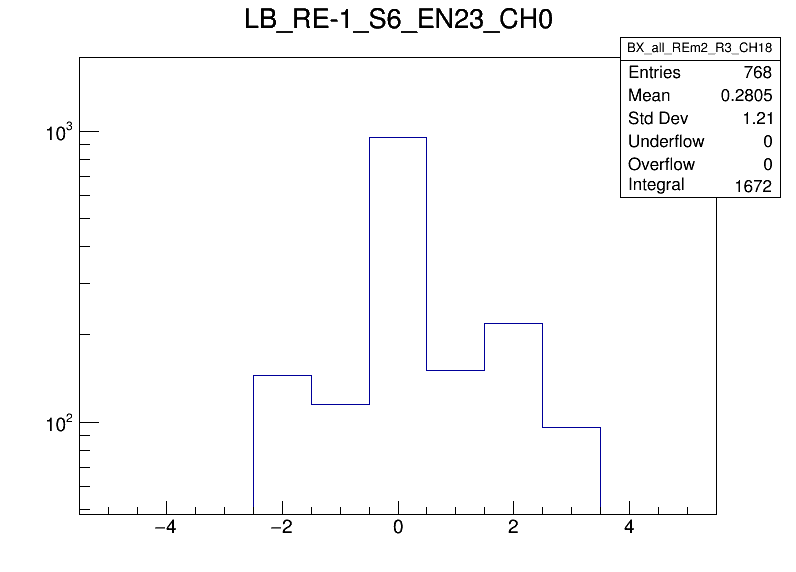 LB_RE-1_S6_EN23_CH0
BX_all_REm2_R3_CH18
Entries 768
Mean 0.2805
Std Dev 1.21
Underflow 0
Overflow 0
Integral 1672
10³
10²
−4 −2 0 2 4